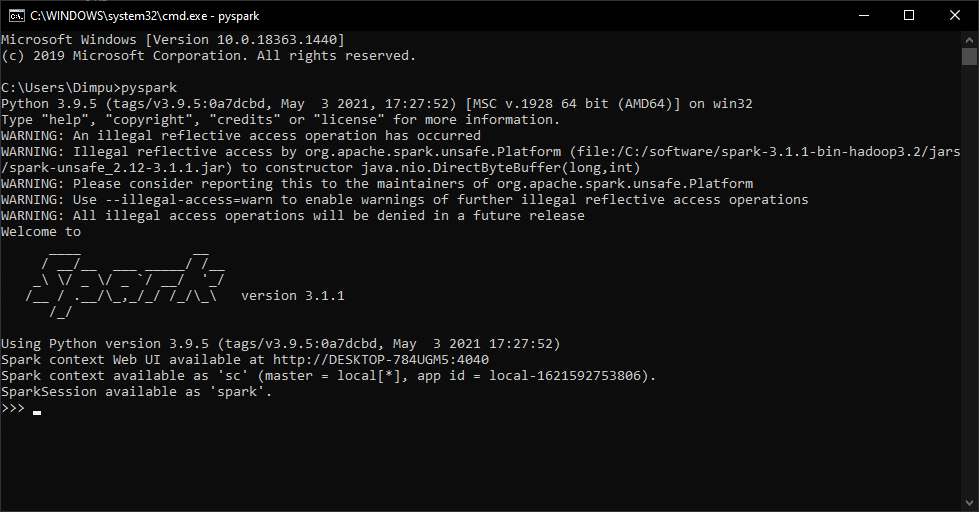 C:\WINDOWS\system32\cmd.exe - pyspark
Microsoft Windows [Version 10.0.18363.1440]
(c) 2019 Microsoft Corporation. All rights reserved.
C:\Users\Dimpu>pyspark
Python 3.9.5 (tags/v3.9.5:0a7dcbd, May  3 2021, 17:27:52) [MSC v.1928 64 bit (AMD64)] on win32
Type "help", "copyright", "credits" or "license" for more information.
WARNING: An illegal reflective access operation has occurred
WARNING: Illegal reflective access by org.apache.spark.unsafe.Platform (file:/C:/software/spark-3.1.1-bin-hadoop3.2/jars
/spark-unsafe_2.12-3.1.1.jar) to constructor java.nio.DirectByteBuffer(long,int)
WARNING: Please consider reporting this to the maintainers of org.apache.spark.unsafe.Platform
WARNING: Use --illegal-access=warn to enable warnings of further illegal reflective access operations
WARNING: All illegal access operations will be denied in a future release
Welcome to
      ____              __
     / __/__  ___ _____/ /__
    _\ \/ _ \/ _ `/ __/  '_/
   /__ / .__/\_,_/_/ /_/\_\   version 3.1.1
      /_/
Using Python version 3.9.5 (tags/v3.9.5:0a7dcbd, May  3 2021 17:27:52)
Spark context Web UI available at http://DESKTOP-784UGM5:4040
Spark context available as 'sc' (master = local[*], app id = local-1621592753806).
SparkSession available as 'spark'.
>>> _